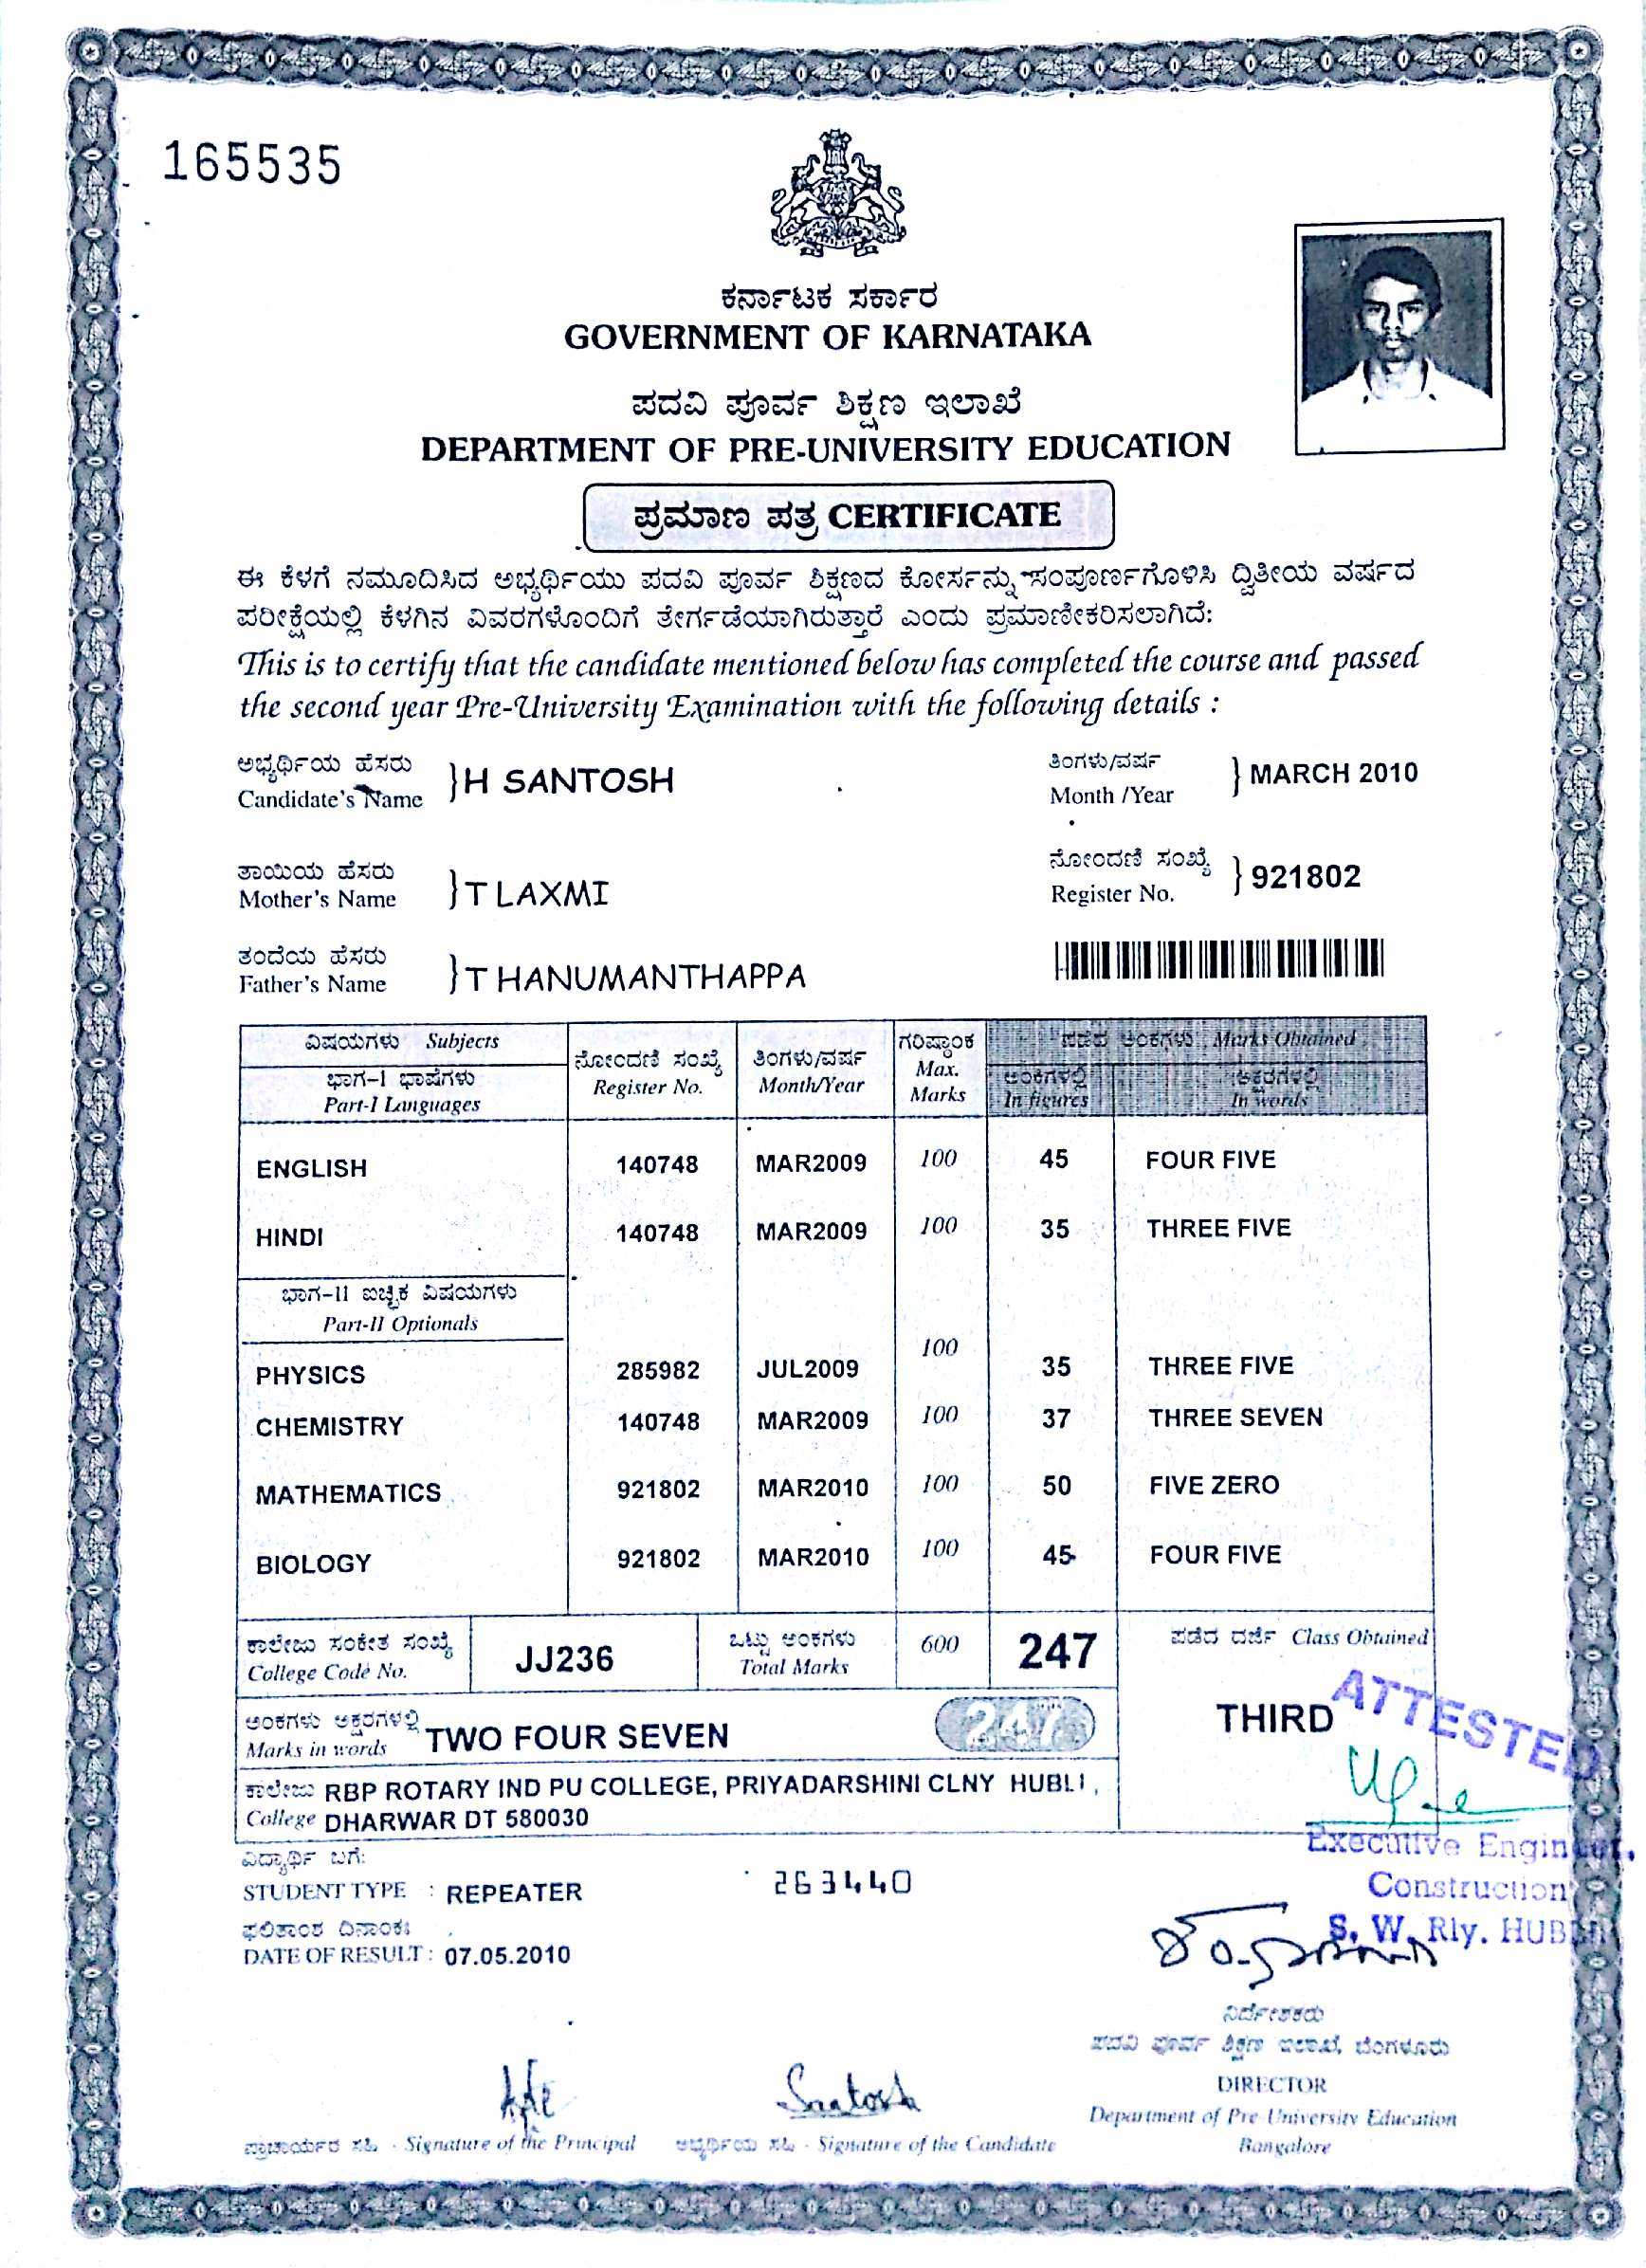 165535
ಕರ್ನಾಟಕ ಸರ್ಕಾರ
GOVERNMENT OF KARNATAKA
ಪದವಿ ಪೂರ್ವ ಶಿಕ್ಷಣ ಇಲಾಖೆ
DEPARTMENT OF PRE-UNIVERSITY EDUCATION
ಪ್ರಮಾಣ ಪತ್ರ CERTIFICATE
ಈ ಕೆಳಗೆ ನಮೂದಿಸಿದ ಅಭ್ಯರ್ಥಿಯು ಪದವಿ ಪೂರ್ವ ಶಿಕ್ಷಣದ ಕೋರ್ಸನ್ನು ಸಂಪೂರ್ಣಗೊಳಿಸಿ ದ್ವಿತೀಯ ವರ್ಷದ
ಪರೀಕ್ಷೆಯಲ್ಲಿ ಕೆಳಗಿನ ವಿವರಗಳೊಂದಿಗೆ ತೇರ್ಗಡೆಯಾಗಿರುತ್ತಾರೆ ಎಂದು ಪ್ರಮಾಣೀಕರಿಸಲಾಗಿದೆ:
This is to certify that the candidate mentioned below has completed the course and passed
the second year Pre-University Examination with the following details :
ಅಭ್ಯರ್ಥಿಯ ಹೆಸರು
Candidate's Name } H SANTOSH
ತಿಂಗಳು/ವರ್ಷ
Month /Year } MARCH 2010
ತಾಯಿಯ ಹೆಸರು
Mother's Name } T LAXMI
ನೋಂದಣಿ ಸಂಖ್ಯೆ
Register No. } 921802
ತಂದೆಯ ಹೆಸರು
Father's Name } T HANUMANTHAPPA
ವಿಷಯಗಳು Subjects
ಭಾಗ-I ಭಾಷೆಗಳು
Part-I Languages
ನೋಂದಣಿ ಸಂಖ್ಯೆ
Register No.
ತಿಂಗಳು/ವರ್ಷ
Month/Year
ಗರಿಷ್ಠಾಂಕ
Max.
Marks
ಪಡೆದ ಅಂಕಗಳು Marks Obtained
ಅಂಕಗಳಲ್ಲಿ
In figures
ಅಕ್ಷರಗಳಲ್ಲಿ
In words
ENGLISH 140748 MAR2009 100 45 FOUR FIVE
HINDI 140748 MAR2009 100 35 THREE FIVE
ಭಾಗ-II ಐಚ್ಛಿಕ ವಿಷಯಗಳು
Part-II Optionals
PHYSICS 285982 JUL2009 100 35 THREE FIVE
CHEMISTRY 140748 MAR2009 100 37 THREE SEVEN
MATHEMATICS 921802 MAR2010 100 50 FIVE ZERO
BIOLOGY 921802 MAR2010 100 45 FOUR FIVE
ಕಾಲೇಜು ಸಂಕೇತ ಸಂಖ್ಯೆ
College Code No. JJ236
ಒಟ್ಟು ಅಂಕಗಳು
Total Marks 600 247
ಪಡೆದ ದರ್ಜೆ Class Obtained
THIRD
ಅಂಕಗಳು ಅಕ್ಷರಗಳಲ್ಲಿ
Marks in words TWO FOUR SEVEN 247
ಕಾಲೇಜು RBP ROTARY IND PU COLLEGE, PRIYADARSHINI CLNY HUBLI,
College DHARWAR DT 580030
ATTESTED
Executive Engineer,
Construction
S. W. Rly. HUBLI
ವಿದ್ಯಾರ್ಥಿ ಬಗೆ:
STUDENT TYPE : REPEATER
263440
ಫಲಿತಾಂಶ ದಿನಾಂಕ:
DATE OF RESULT : 07.05.2010
ನಿರ್ದೇಶಕರು
ಪದವಿ ಪೂರ್ವ ಶಿಕ್ಷಣ ಇಲಾಖೆ, ಬೆಂಗಳೂರು
DIRECTOR
Department of Pre-University Education
Bangalore
Santosh
ಪ್ರಾಚಾರ್ಯರ ಸಹಿ - Signature of the Principal
ಅಭ್ಯರ್ಥಿಯ ಸಹಿ - Signature of the Candidate